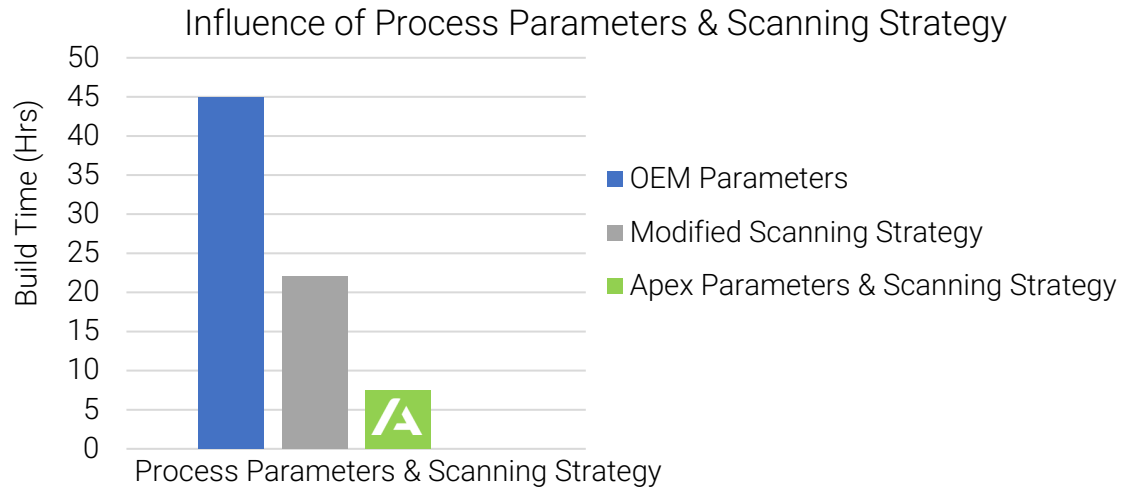 Influence of Process Parameters & Scanning Strategy
Build Time (Hrs)
50
45
40
35
30
25
20
15
10
5
0
Process Parameters & Scanning Strategy
OEM Parameters
Modified Scanning Strategy
Apex Parameters & Scanning Strategy